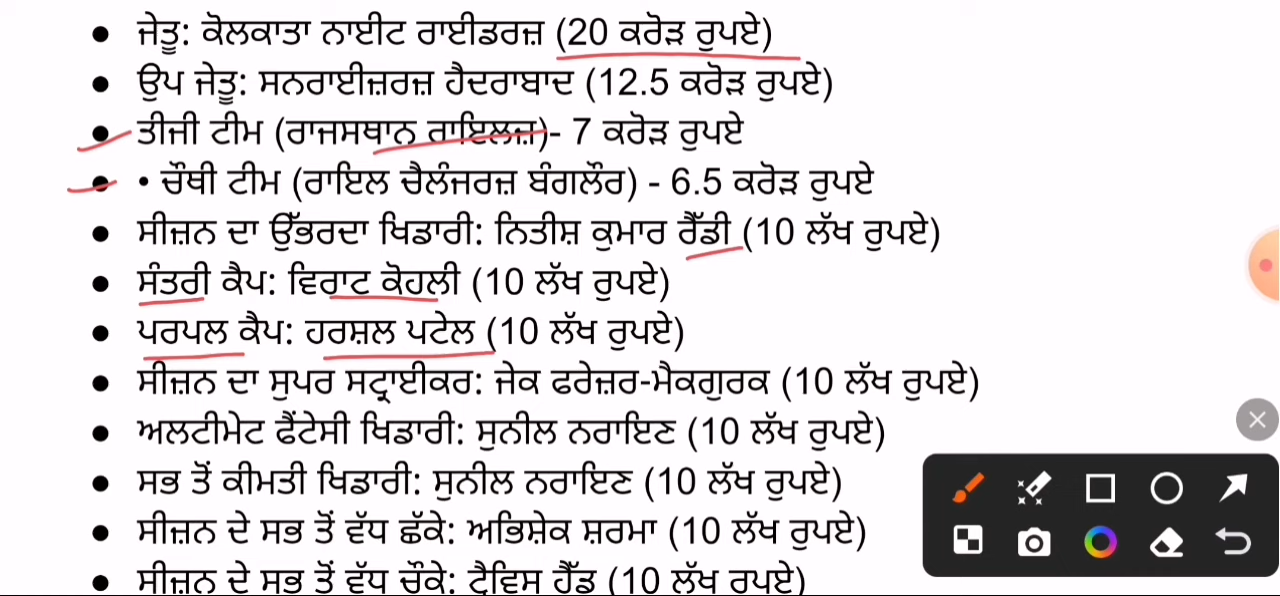 ● ਜੇਤੂ: ਕੋਲਕਾਤਾ ਨਾਈਟ ਰਾਈਡਰਜ਼ (20 ਕਰੋੜ ਰੁਪਏ)
● ਉਪ ਜੇਤੂ: ਸਨਰਾਈਜ਼ਰਜ਼ ਹੈਦਰਾਬਾਦ (12.5 ਕਰੋੜ ਰੁਪਏ)
● ਤੀਜੀ ਟੀਮ (ਰਾਜਸਥਾਨ ਰਾਇਲਜ਼)- 7 ਕਰੋੜ ਰੁਪਏ
● • ਚੌਥੀ ਟੀਮ (ਰਾਇਲ ਚੈਲੰਜਰਜ਼ ਬੰਗਲੌਰ) - 6.5 ਕਰੋੜ ਰੁਪਏ
● ਸੀਜ਼ਨ ਦਾ ਉੱਭਰਦਾ ਖਿਡਾਰੀ: ਨਿਤੀਸ਼ ਕੁਮਾਰ ਰੈੱਡੀ (10 ਲੱਖ ਰੁਪਏ)
● ਸੰਤਰੀ ਕੈਪ: ਵਿਰਾਟ ਕੋਹਲੀ (10 ਲੱਖ ਰੁਪਏ)
● ਪਰਪਲ ਕੈਪ: ਹਰਸ਼ਲ ਪਟੇਲ (10 ਲੱਖ ਰੁਪਏ)
● ਸੀਜ਼ਨ ਦਾ ਸੁਪਰ ਸਟ੍ਰਾਈਕਰ: ਜੇਕ ਫਰੇਜ਼ਰ-ਮੈਕਗੁਰਕ (10 ਲੱਖ ਰੁਪਏ)
● ਅਲਟੀਮੇਟ ਫੈਂਟੇਸੀ ਖਿਡਾਰੀ: ਸੁਨੀਲ ਨਰਾਇਣ (10 ਲੱਖ ਰੁਪਏ)
● ਸਭ ਤੋਂ ਕੀਮਤੀ ਖਿਡਾਰੀ: ਸੁਨੀਲ ਨਰਾਇਣ (10 ਲੱਖ ਰੁਪਏ)
● ਸੀਜ਼ਨ ਦੇ ਸਭ ਤੋਂ ਵੱਧ ਛੱਕੇ: ਅਭਿਸ਼ੇਕ ਸ਼ਰਮਾ (10 ਲੱਖ ਰੁਪਏ)
● ਸੀਜ਼ਨ ਦੇ ਸਭ ਤੋਂ ਵੱਧ ਚੌਕੇ: ਟ੍ਰੈਵਿਸ ਹੈੱਡ (10 ਲੱਖ ਰੁਪਏ)